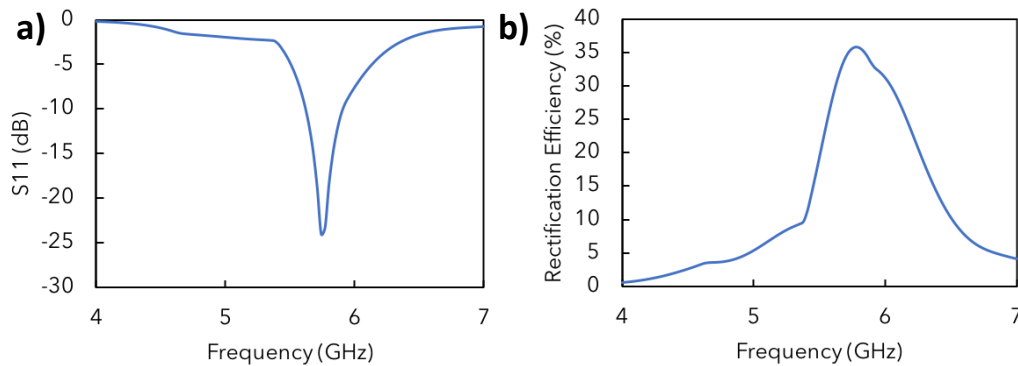 a)
0
-5
-10
-15
-20
-25
-30
S11 (dB)
4 5 6 7
Frequency (GHz)
b)
40
35
30
25
20
15
10
5
0
Rectification Efficiency (%)
4 5 6 7
Frequency (GHz)